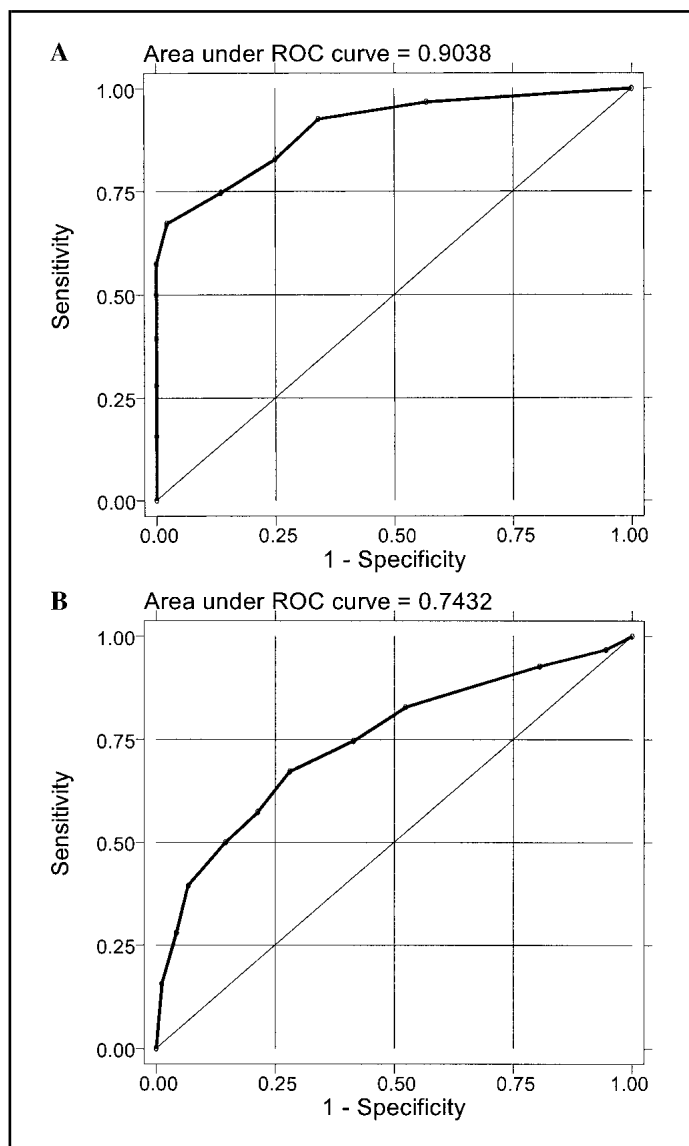 A
Area under ROC curve = 0.9038
1.00
0.75
0.50
0.25
0.00
Sensitivity
0.00 0.25 0.50 0.75 1.00
1 - Specificity
B
Area under ROC curve = 0.7432
1.00
0.75
0.50
0.25
0.00
Sensitivity
0.00 0.25 0.50 0.75 1.00
1 - Specificity